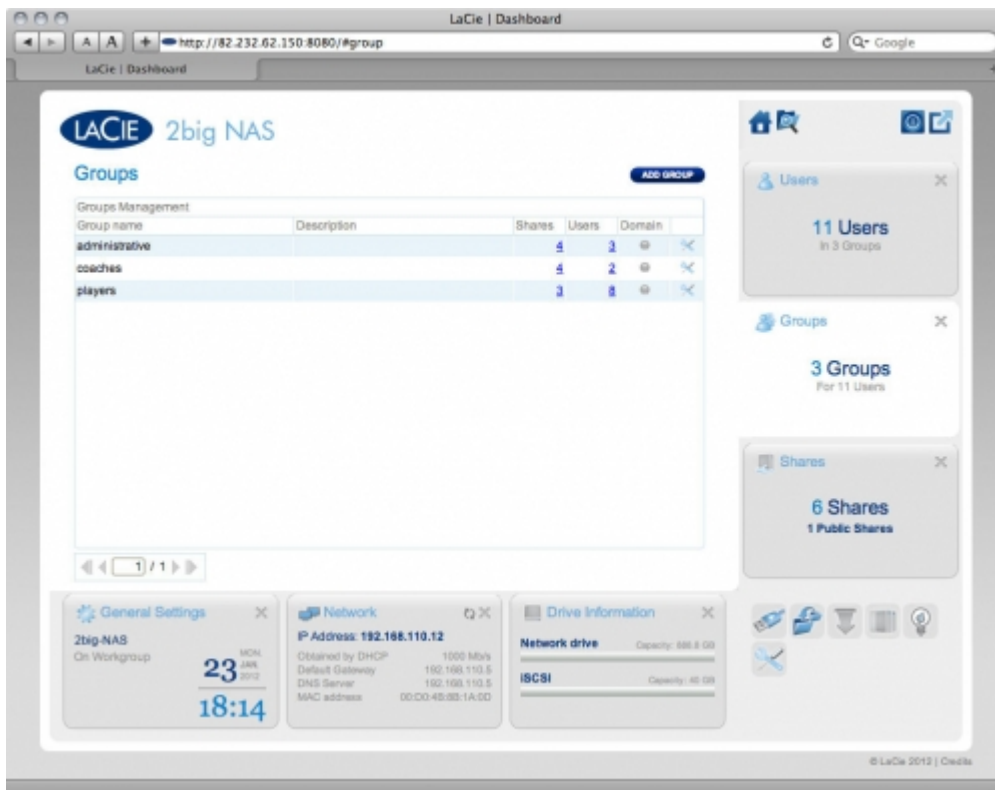 LaCie | Dashboard
A A + http://82.232.62.150:8080/#group Google
LaCie | Dashboard
LACIE 2big NAS
Groups
ADD GROUP
Groups Management
Group name Description Shares Users Domain
administrative 4 3
coaches 4 2
players 3 8
1 / 1
Users
11 Users
In 3 Groups
Groups
3 Groups
For 11 Users
Shares
6 Shares
1 Public Shares
General Settings
2big-NAS
On Workgroup
23 MON. JAN. 2012
18:14
Network
IP Address: 192.168.110.12
Obtained by DHCP 1000 Mb/s
Default Gateway 192.168.110.5
DNS Server 192.168.110.5
MAC address
Drive Information
Network drive Capacity:
iSCSI Capacity: 40 GB
© LaCie 2012 | Credits